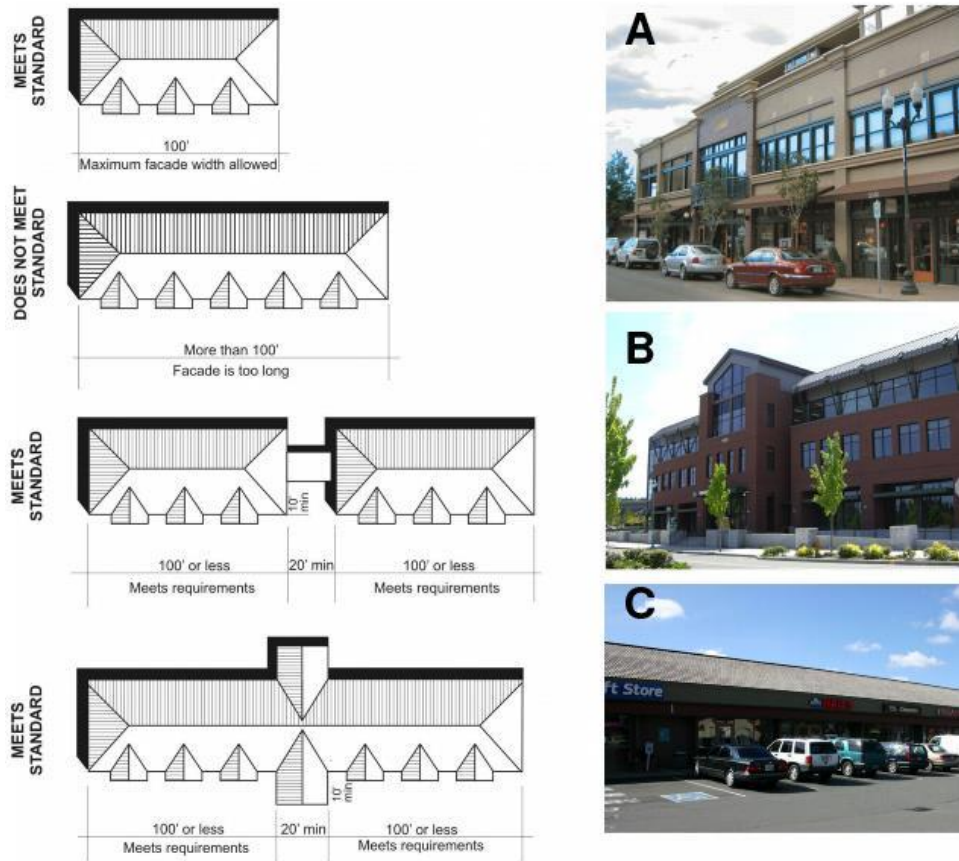 MEETS
STANDARD
100'
Maximum facade width allowed
DOES NOT MEET
STANDARD
More than 100'
Facade is too long
MEETS
STANDARD
10'
min
100' or less
20' min
100' or less
Meets requirements
Meets requirements
MEETS
STANDARD
10'
min
100' or less
20' min
100' or less
Meets requirements
Meets requirements
A
B
C
ft Store